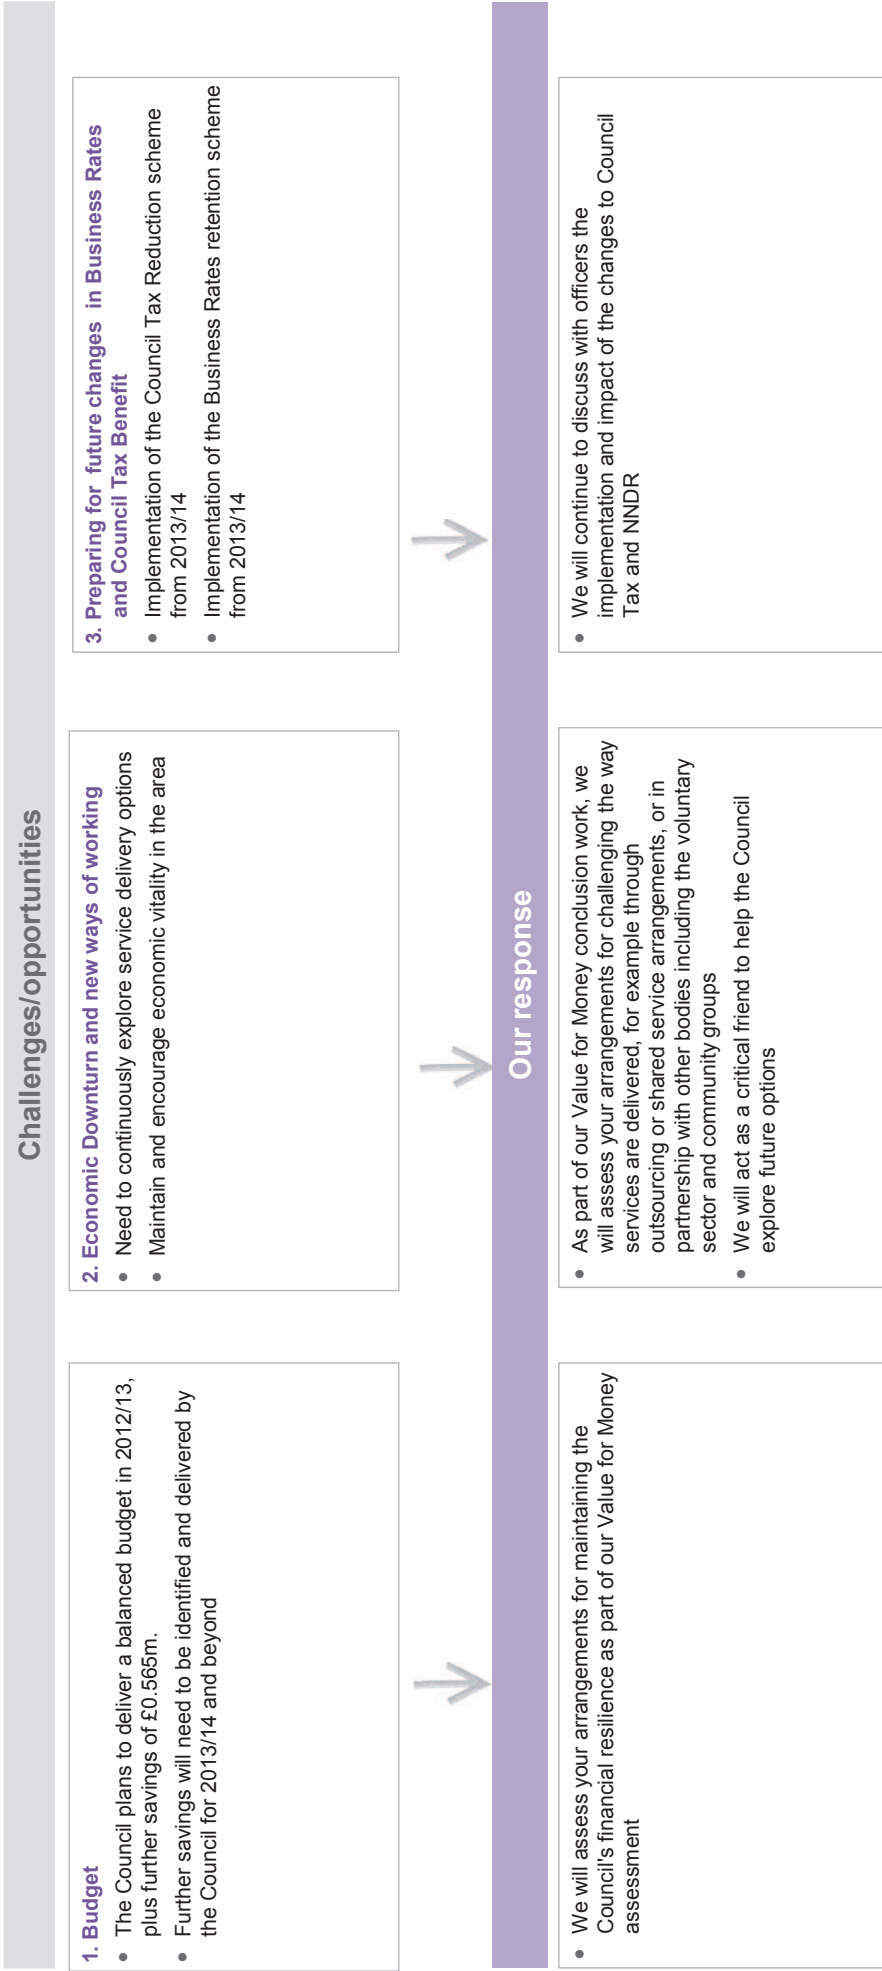 Challenges/opportunities
1. Budget
• The Council plans to deliver a balanced budget in 2012/13,
plus further savings of £0.565m.
• Further savings will need to be identified and delivered by
the Council for 2013/14 and beyond
2. Economic Downturn and new ways of working
• Need to continuously explore service delivery options
• Maintain and encourage economic vitality in the area
3. Preparing for future changes in Business Rates
and Council Tax Benefit
• Implementation of the Council Tax Reduction scheme
from 2013/14
• Implementation of the Business Rates retention scheme
from 2013/14
Our response
• We will assess your arrangements for maintaining the
Council's financial resilience as part of our Value for Money
assessment
• As part of our Value for Money conclusion work, we
will assess your arrangements for challenging the way
services are delivered, for example through
outsourcing or shared service arrangements, or in
partnership with other bodies including the voluntary
sector and community groups
• We will act as a critical friend to help the Council
explore future options
• We will continue to discuss with officers the
implementation and impact of the changes to Council
Tax and NNDR